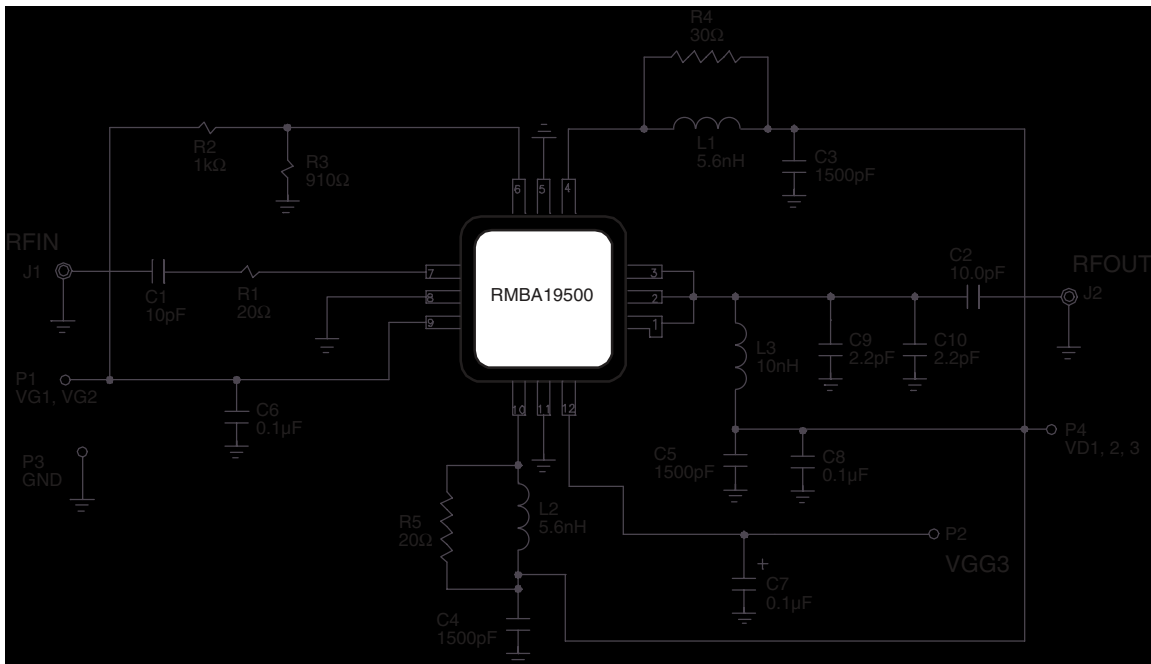 R4
30Ω
R2
1kΩ
R3
910Ω
L1
5.6nH
C3
1500pF
6
5
4
RFIN
J1
C1
10pF
R1
20Ω
7
8
9
RMBA19500
3
2
1
C2
10.0pF
RFOUT
J2
L3
10nH
C9
2.2pF
C10
2.2pF
P1
VG1, VG2
C6
0.1µF
10
11
12
P4
VD1, 2, 3
P3
GND
C5
1500pF
C8
0.1µF
R5
20Ω
L2
5.6nH
P2
VGG3
+
C7
0.1µF
C4
1500pF